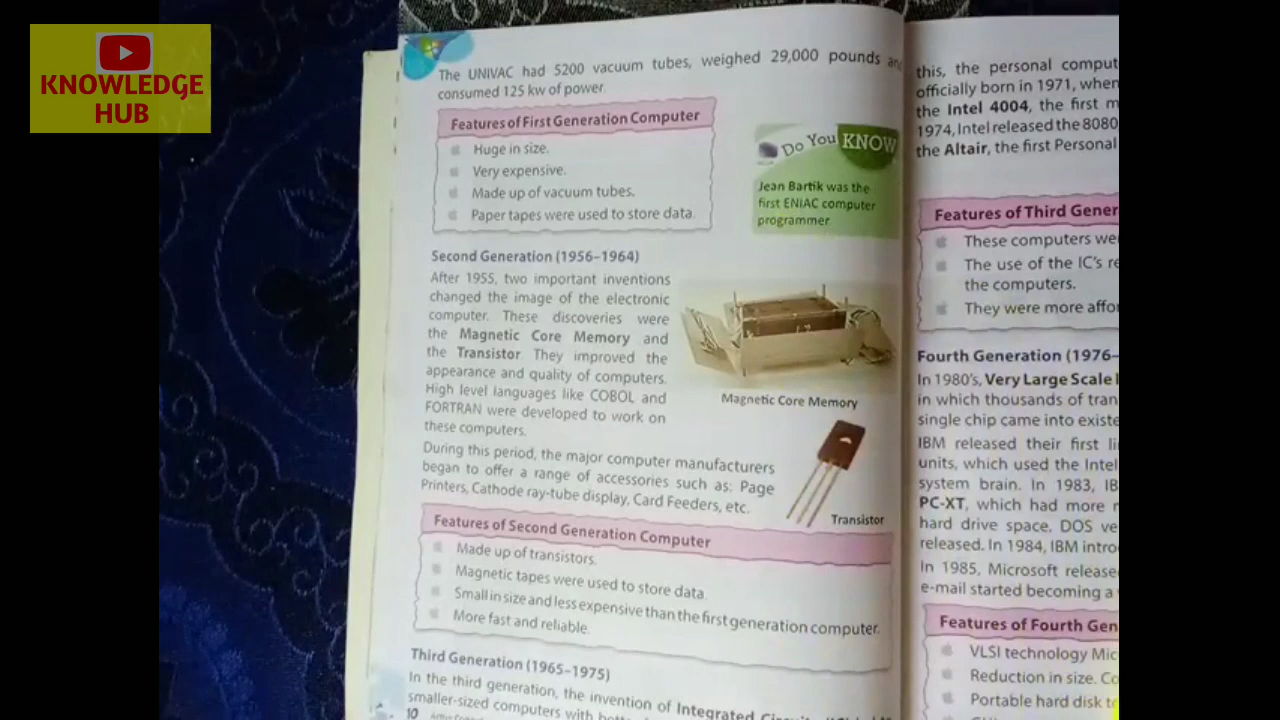 KNOWLEDGE
HUB
The UNIVAC had 5200 vacuum tubes, weighed 29,000 pounds
consumed 125 kw of power.
Features of First Generation Computer
Huge in size.
Very expensive.
Made up of vacuum tubes.
Paper tapes were used to store data.
Do You KNOW
Jean Bartik was the
first ENIAC computer
programmer.
Second Generation (1956–1964)
After 1955, two important inventions
changed the image of the electronic
computer. These discoveries were
the Magnetic Core Memory and
the Transistor. They improved the
appearance and quality of computers.
High level languages like COBOL and
FORTRAN were developed to work on
these computers.
Magnetic Core Memory
During this period, the major computer manufacturers
began to offer a range of accessories such as: Page
Printers, Cathode ray-tube display, Card Feeders, etc.
Transistor
Features of Second Generation Computer
Made up of transistors.
Magnetic tapes were used to store data.
Small in size and less expensive than the first generation computer.
More fast and reliable.
Third Generation (1965–1975)
In the third generation, the invention of Integrated
smaller-sized computers with
10
this, the personal comput
officially born in 1971, when
the Intel 4004, the first m
1974, Intel released the 8080
the Altair, the first Personal
Features of Third Gener
These computers we
The use of the IC's re
the computers.
They were more affor
Fourth Generation (1976–
In 1980's, Very Large Scale I
in which thousands of tran
single chip came into existe
IBM released their first li
units, which used the Intel
system brain. In 1983, IB
PC-XT, which had more r
hard drive space. DOS ve
released. In 1984, IBM intro
In 1985, Microsoft release
e-mail started becoming a
Features of Fourth Gen
VLSI technology Mic
Reduction in size. Co
Portable hard disk t